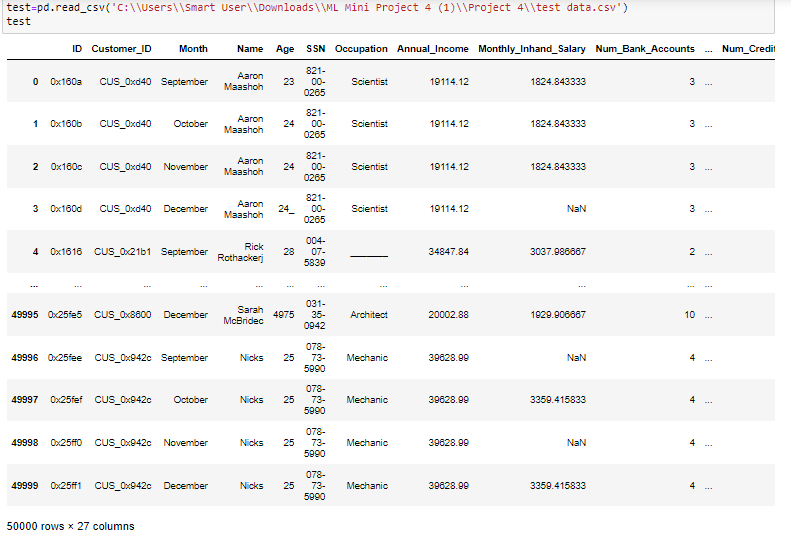 test=pd.read_csv('C:\\Users\\Smart User\\Downloads\\ML Mini Project 4 (1)\\Project 4\\test data.csv')
test
ID Customer_ID Month Name Age SSN Occupation Annual_Income Monthly_Inhand_Salary Num_Bank_Accounts ... Num_Credit
0 0x160a CUS_0xd40 September Aaron Maashoh 23 821-00-0265 Scientist 19114.12 1824.843333 3 ...
1 0x160b CUS_0xd40 October Aaron Maashoh 24 821-00-0265 Scientist 19114.12 1824.843333 3 ...
2 0x160c CUS_0xd40 November Aaron Maashoh 24 821-00-0265 Scientist 19114.12 1824.843333 3 ...
3 0x160d CUS_0xd40 December Aaron Maashoh 24_ 821-00-0265 Scientist 19114.12 NaN 3 ...
4 0x1616 CUS_0x21b1 September Rick Rothackerj 28 004-07-5839 _______ 34847.84 3037.986667 2 ...
... ... ... ... ... ... ... ... ... ... ... ...
49995 0x25fe5 CUS_0x8600 December Sarah McBridec 4975 031-35-0942 Architect 20002.88 1929.906667 10 ...
49996 0x25fee CUS_0x942c September Nicks 25 078-73-5990 Mechanic 39628.99 NaN 4 ...
49997 0x25fef CUS_0x942c October Nicks 25 078-73-5990 Mechanic 39628.99 3359.415833 4 ...
49998 0x25ff0 CUS_0x942c November Nicks 25 078-73-5990 Mechanic 39628.99 NaN 4 ...
49999 0x25ff1 CUS_0x942c December Nicks 25 078-73-5990 Mechanic 39628.99 3359.415833 4 ...
50000 rows × 27 columns